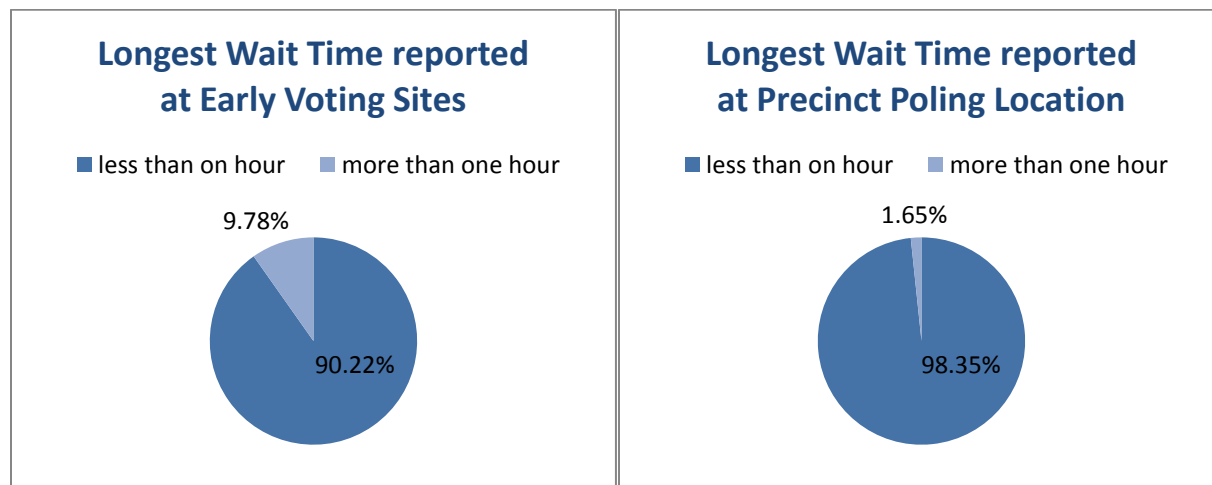 Longest Wait Time reported
at Early Voting Sites
less than on hour more than one hour
9.78%
90.22%
Longest Wait Time reported
at Precinct Poling Location
less than on hour more than one hour
1.65%
98.35%